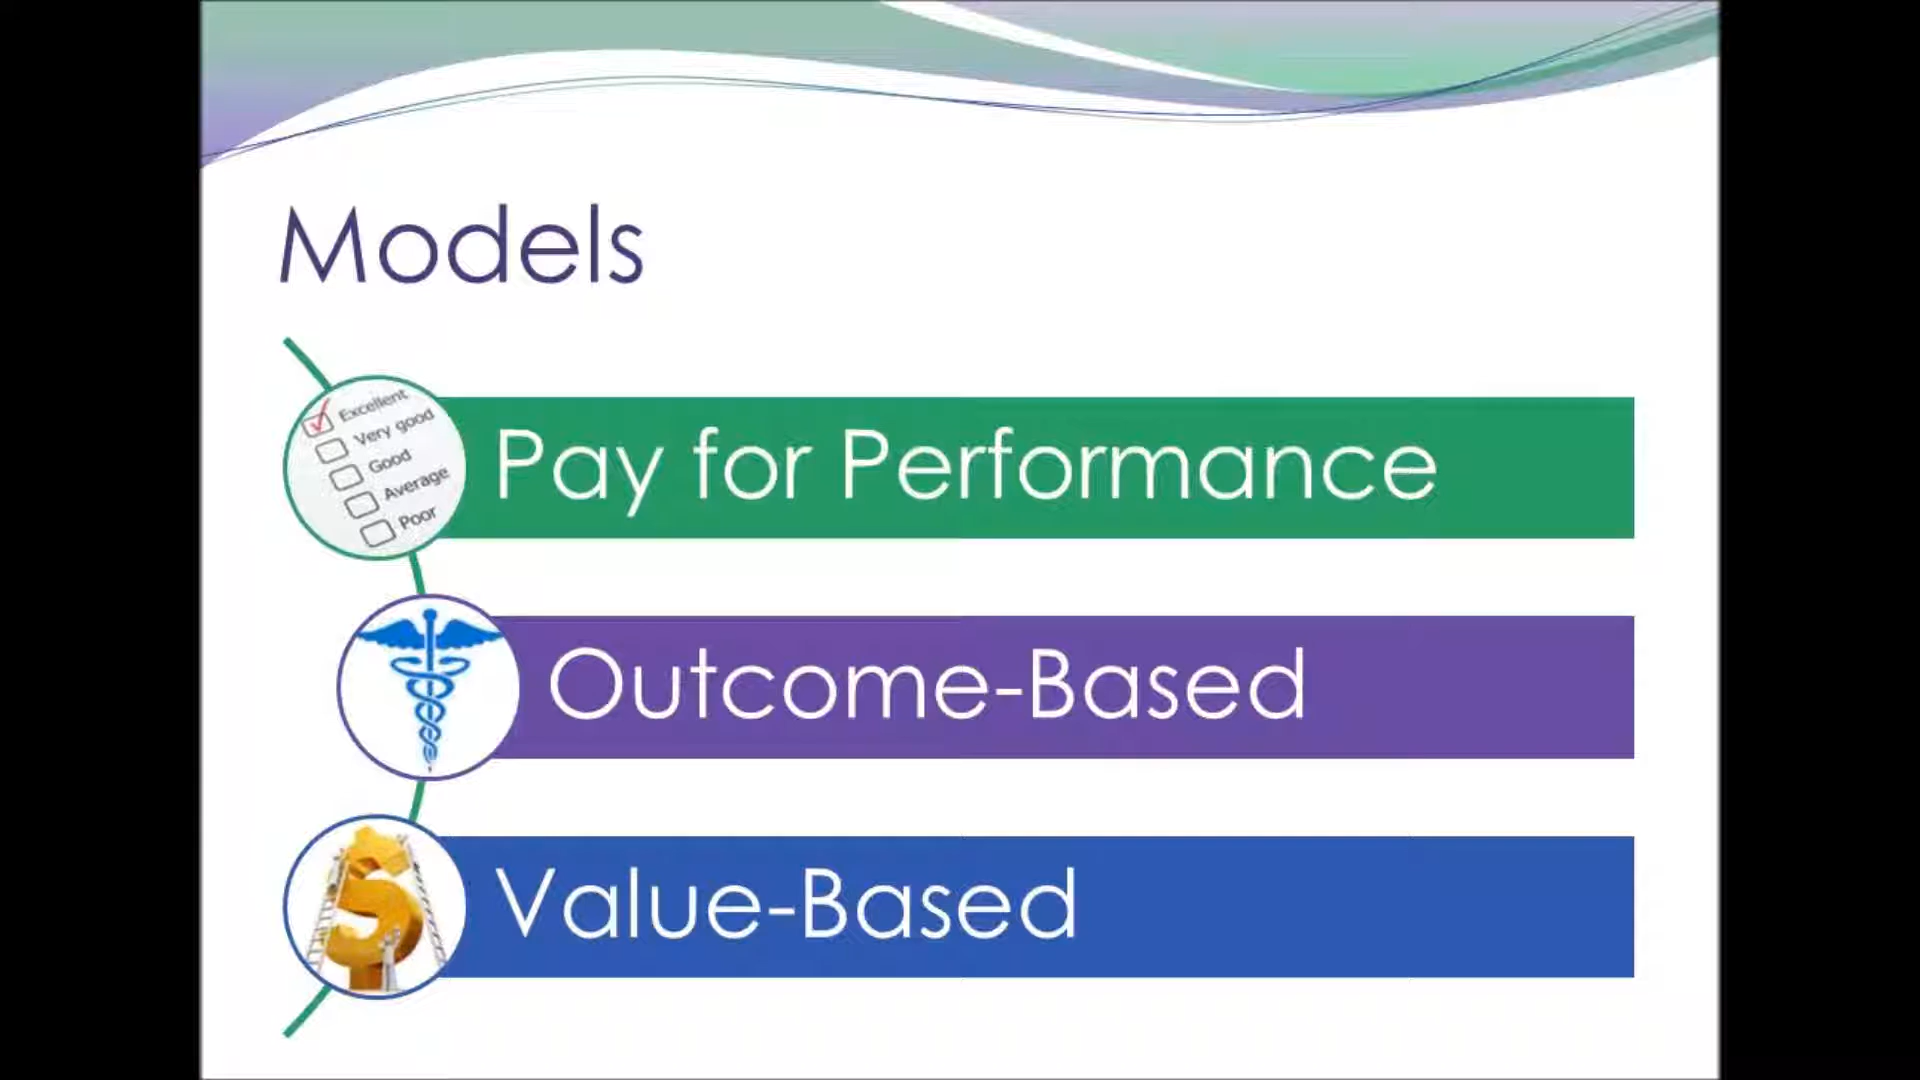 Models
Excellent
Very good
Good
Average
Poor
Pay for Performance
Outcome-Based
Value-Based